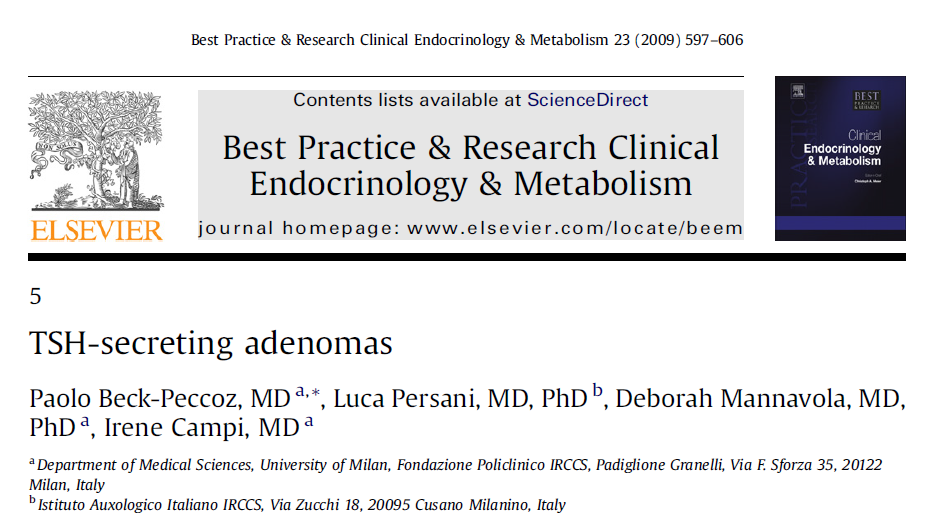 Best Practice & Research Clinical Endocrinology & Metabolism 23 (2009) 597–606
Contents lists available at ScienceDirect
Best Practice & Research Clinical
Endocrinology & Metabolism
journal homepage: www.elsevier.com/locate/beem
ELSEVIER
NON SOLUS
BEST
PRACTICE
& RESEARCH
PRACTIC
Clinical
Endocrinology
& Metabolism
5
TSH-secreting adenomas
Paolo Beck-Peccoz, MD a,*, Luca Persani, MD, PhD b, Deborah Mannavola, MD,
PhD a, Irene Campi, MD a
a Department of Medical Sciences, University of Milan, Fondazione Policlinico IRCCS, Padiglione Granelli, Via F. Sforza 35, 20122
Milan, Italy
b Istituto Auxologico Italiano IRCCS, Via Zucchi 18, 20095 Cusano Milanino, Italy